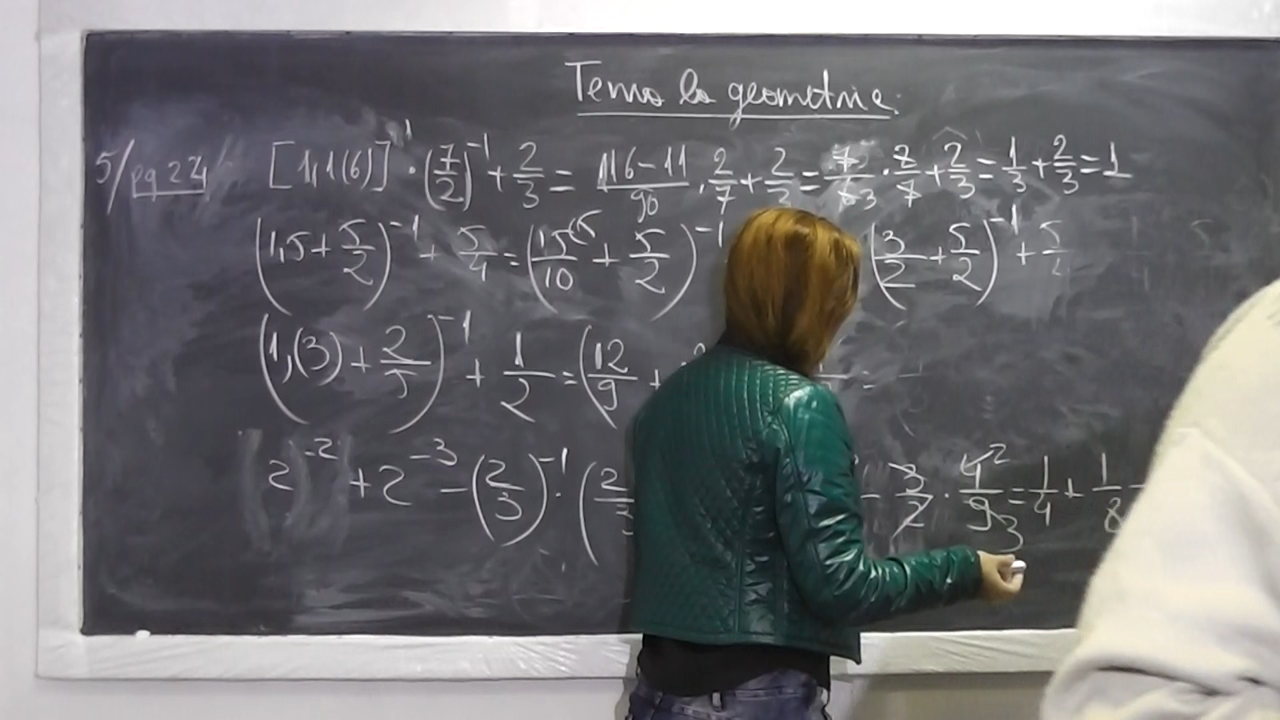 Tema la geometrie.
5/pg 224 [1,1(6)] · (7/2)^-1 + 2/3 = 116-11/90 · 2/7 + 2/3 = 7/63 · 2/7 + 2/3 = 1/3 + 2/3 = 1
(1,5 + 5/2)^-1 + 5/4 = (15/10 + 5/2)^-1 (3/2 + 5/2)^-1 + 5/
(1,(3) + 2/5)^-1 + 1/2 = (12/9 +
2^-2 + 2^-3 - (2/3)^-1 · (2/3 - 3/2 · 4^2/93 = 1/4 + 1/8